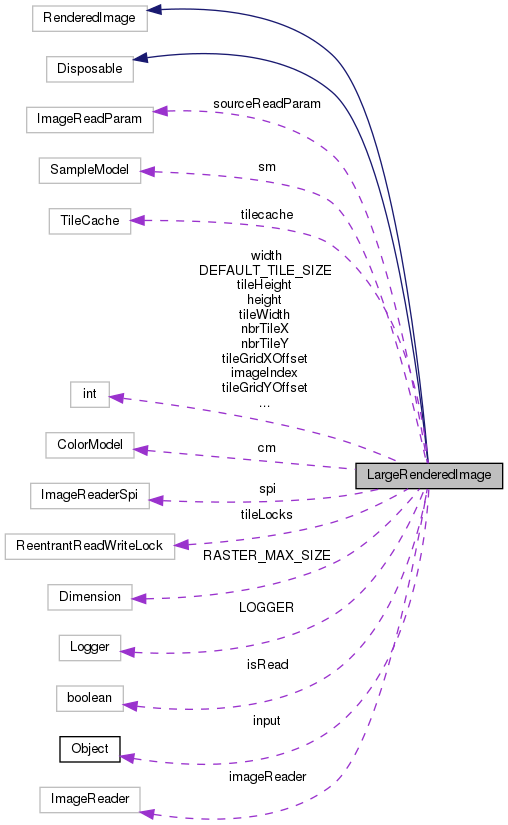 RenderedImage
Disposable
sourceReadParam
ImageReadParam
sm
SampleModel
tilecache
TileCache
width
DEFAULT_TILE_SIZE
tileHeight
height
tileWidth
nbrTileX
nbrTileY
tileGridXOffset
imageIndex
tileGridYOffset
...
int
ColorModel
cm
LargeRenderedImage
spi
ImageReaderSpi
tileLocks
ReentrantReadWriteLock
RASTER_MAX_SIZE
Dimension
LOGGER
Logger
isRead
boolean
input
Object
imageReader
ImageReader